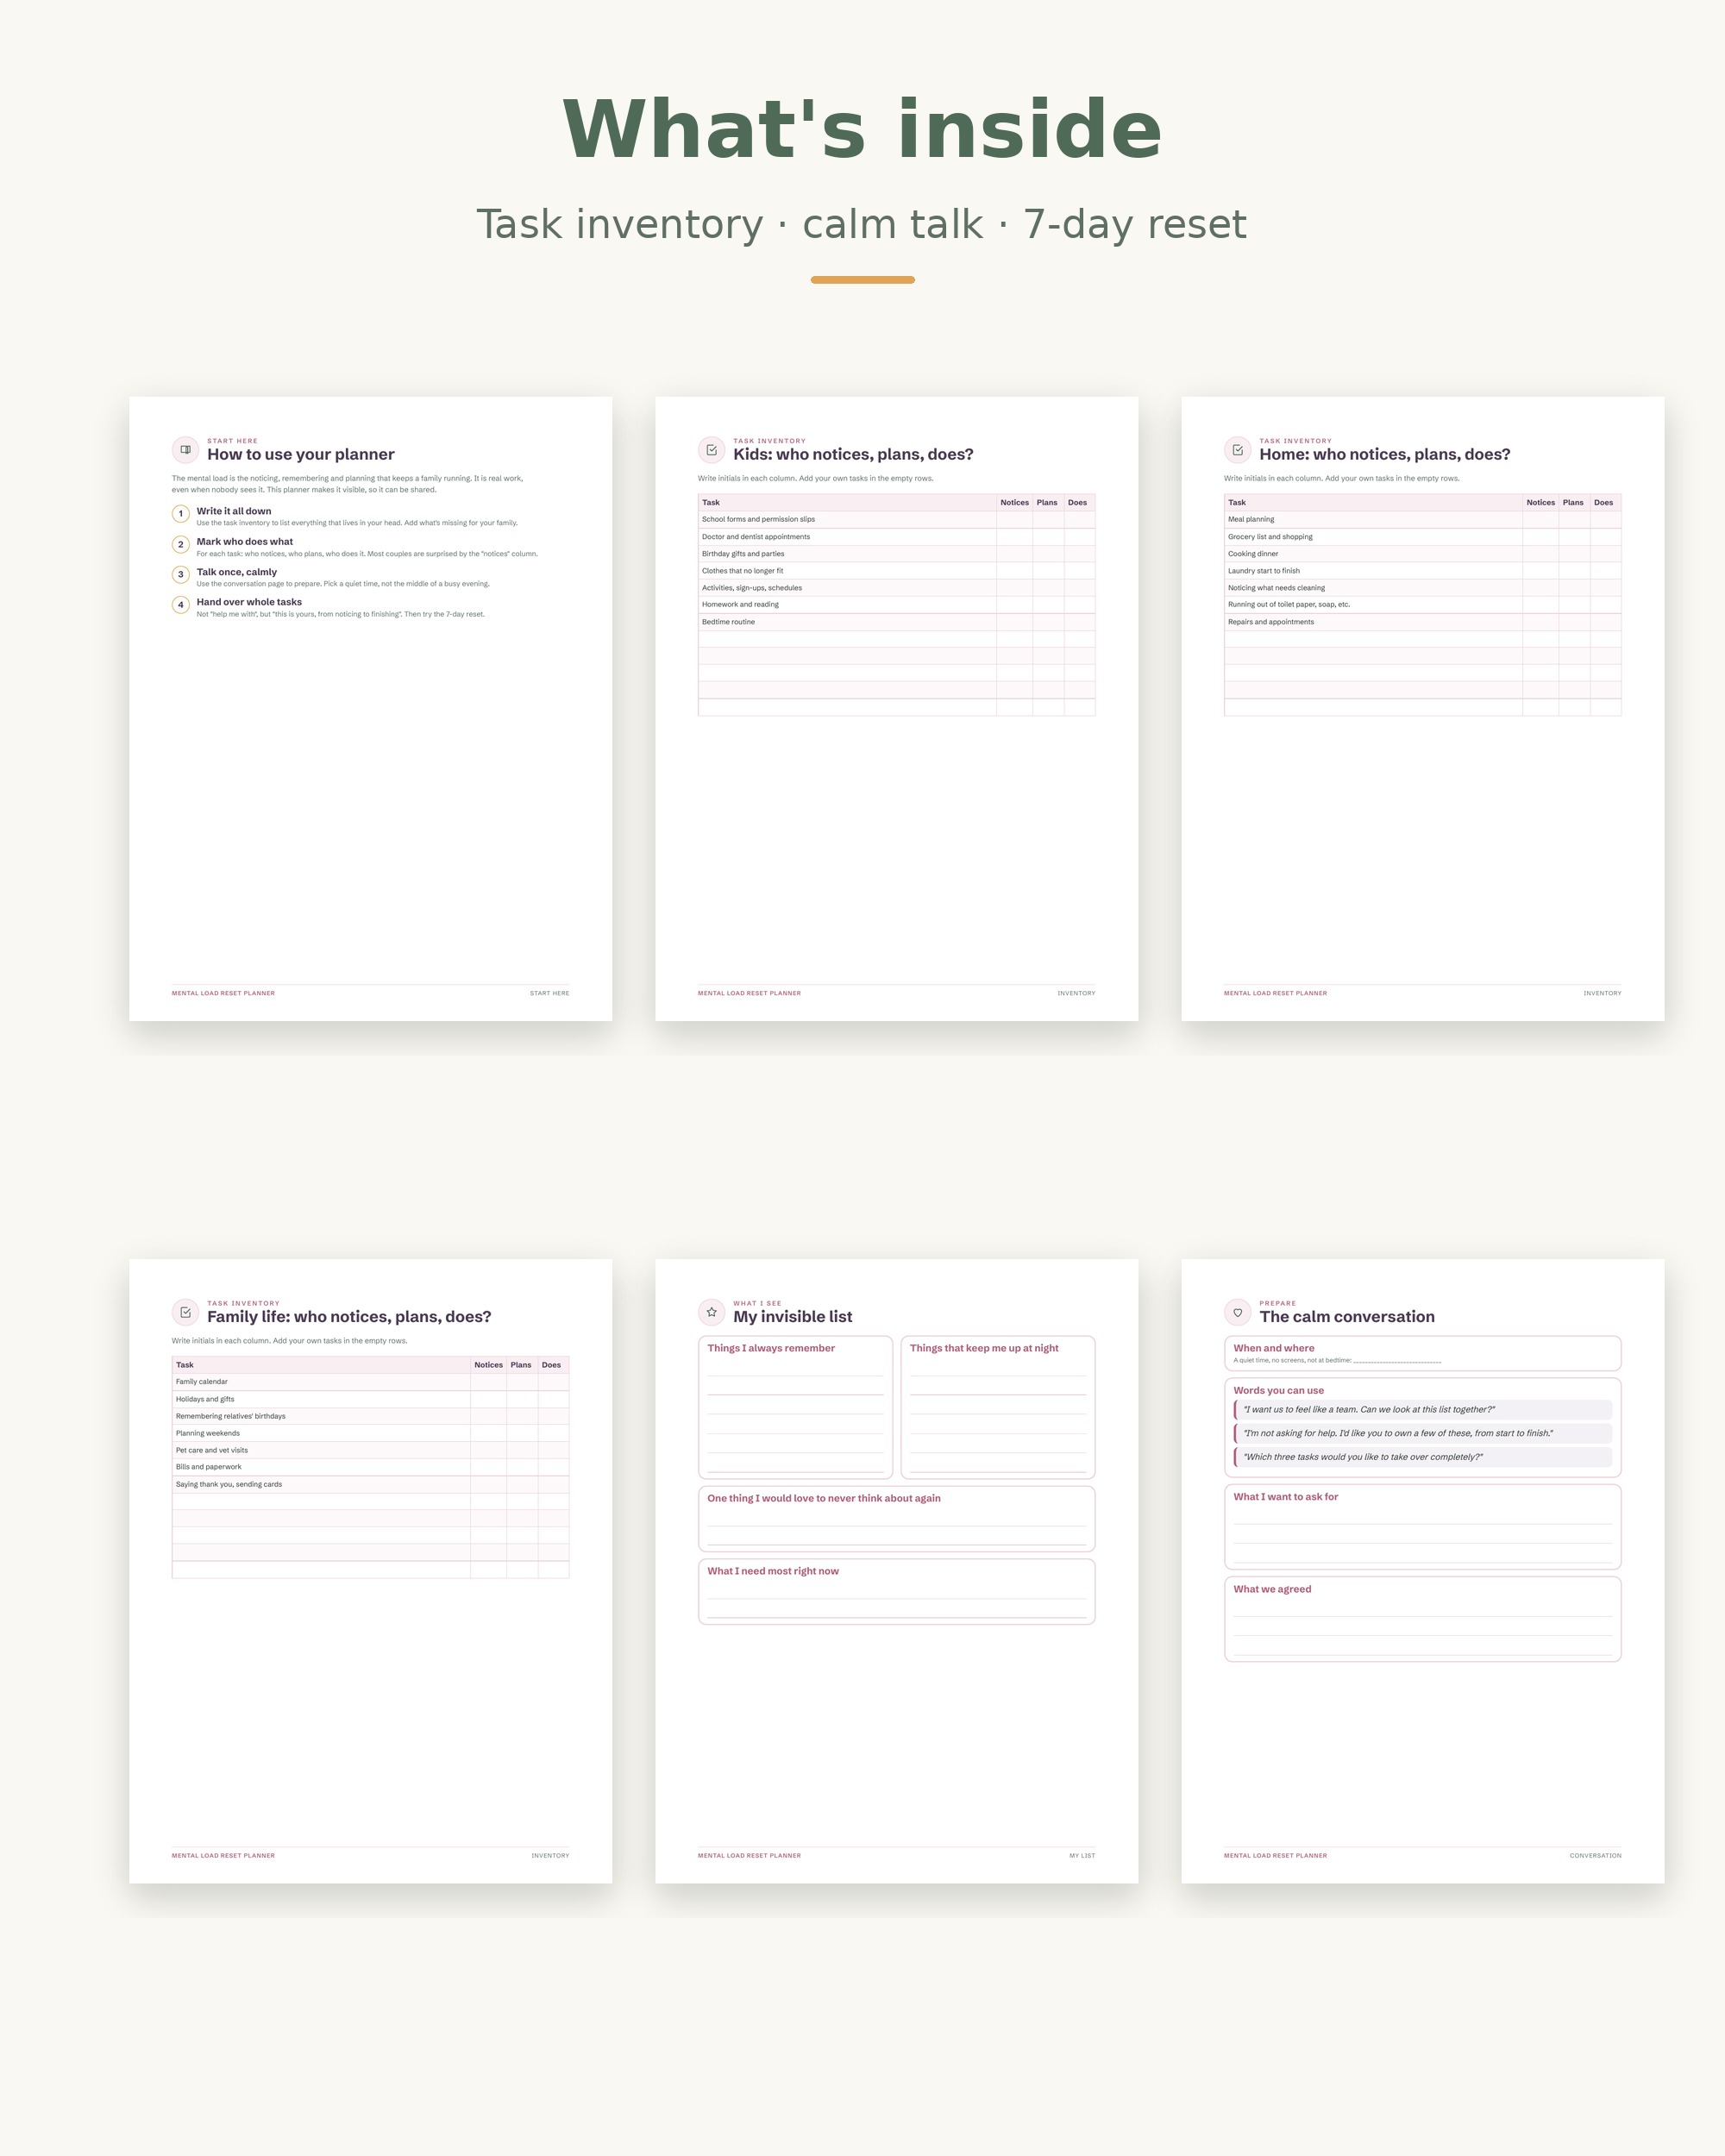 What's inside
Task inventory · calm talk · 7-day reset
START HERE
How to use your planner
The mental load is the noticing, remembering and planning that keeps a family running. It is real work,
even when nobody sees it. This planner makes it visible, so it can be shared.
1
Write it all down
Use the task inventory to list everything that lives in your head. Add what's missing for your family.
2
Mark who does what
For each task: who notices, who plans, who does it. Most couples are surprised by the "notices" column.
3
Talk once, calmly
Use the conversation page to prepare. Pick a quiet time, not the middle of a busy evening.
4
Hand over whole tasks
Not "help me with", but "this is yours, from noticing to finishing". Then try the 7-day reset.
MENTAL LOAD RESET PLANNER START HERE
TASK INVENTORY
Kids: who notices, plans, does?
Write initials in each column. Add your own tasks in the empty rows.
Task Notices Plans Does
School forms and permission slips
Doctor and dentist appointments
Birthday gifts and parties
Clothes that no longer fit
Activities, sign-ups, schedules
Homework and reading
Bedtime routine
MENTAL LOAD RESET PLANNER INVENTORY
TASK INVENTORY
Home: who notices, plans, does?
Write initials in each column. Add your own tasks in the empty rows.
Task Notices Plans Does
Meal planning
Grocery list and shopping
Cooking dinner
Laundry start to finish
Noticing what needs cleaning
Running out of toilet paper, soap, etc.
Repairs and appointments
MENTAL LOAD RESET PLANNER INVENTORY
TASK INVENTORY
Family life: who notices, plans, does?
Write initials in each column. Add your own tasks in the empty rows.
Task Notices Plans Does
Family calendar
Holidays and gifts
Remembering relatives' birthdays
Planning weekends
Pet care and vet visits
Bills and paperwork
Saying thank you, sending cards
MENTAL LOAD RESET PLANNER INVENTORY
WHAT I SEE
My invisible list
Things I always remember
Things that keep me up at night
One thing I would love to never think about again
What I need most right now
MENTAL LOAD RESET PLANNER MY LIST
PREPARE
The calm conversation
When and where
A quiet time, no screens, not at bedtime:
Words you can use
"I want us to feel like a team. Can we look at this list together?"
"I'm not asking for help. I'd like you to own a few of these, from start to finish."
"Which three tasks would you like to take over completely?"
What I want to ask for
What we agreed
MENTAL LOAD RESET PLANNER CONVERSATION